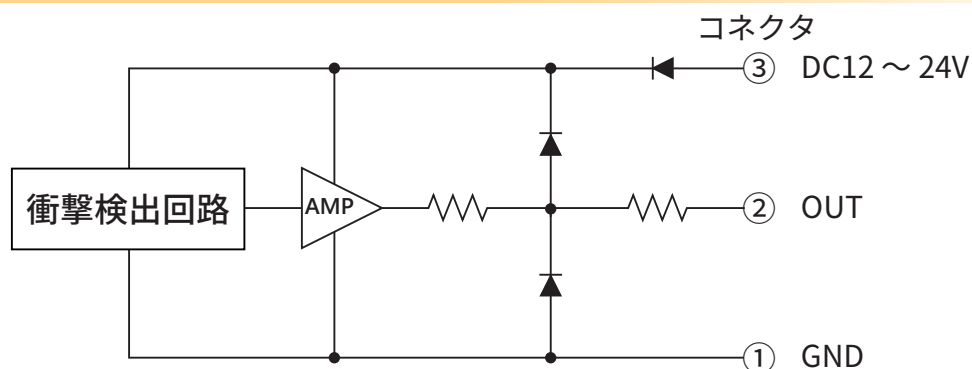 コネクタ
③ DC12 ～ 24V
衝撃検出回路
AMP
② OUT
① GND